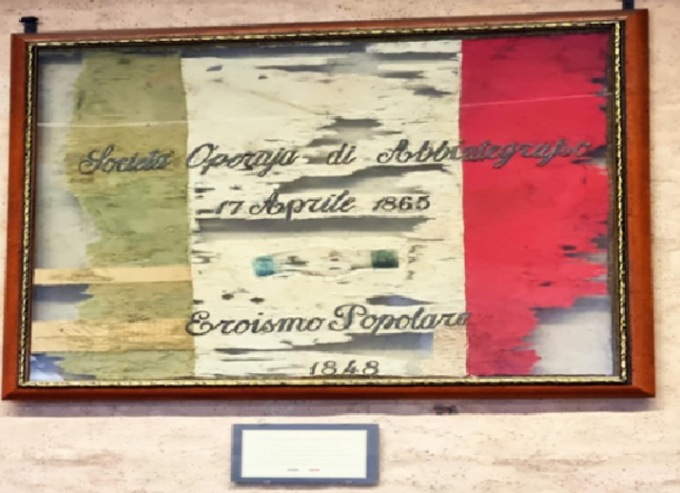 Società Operaja di Abbiategrasso
17 Aprile 1865
Eroismo Popolare
1848